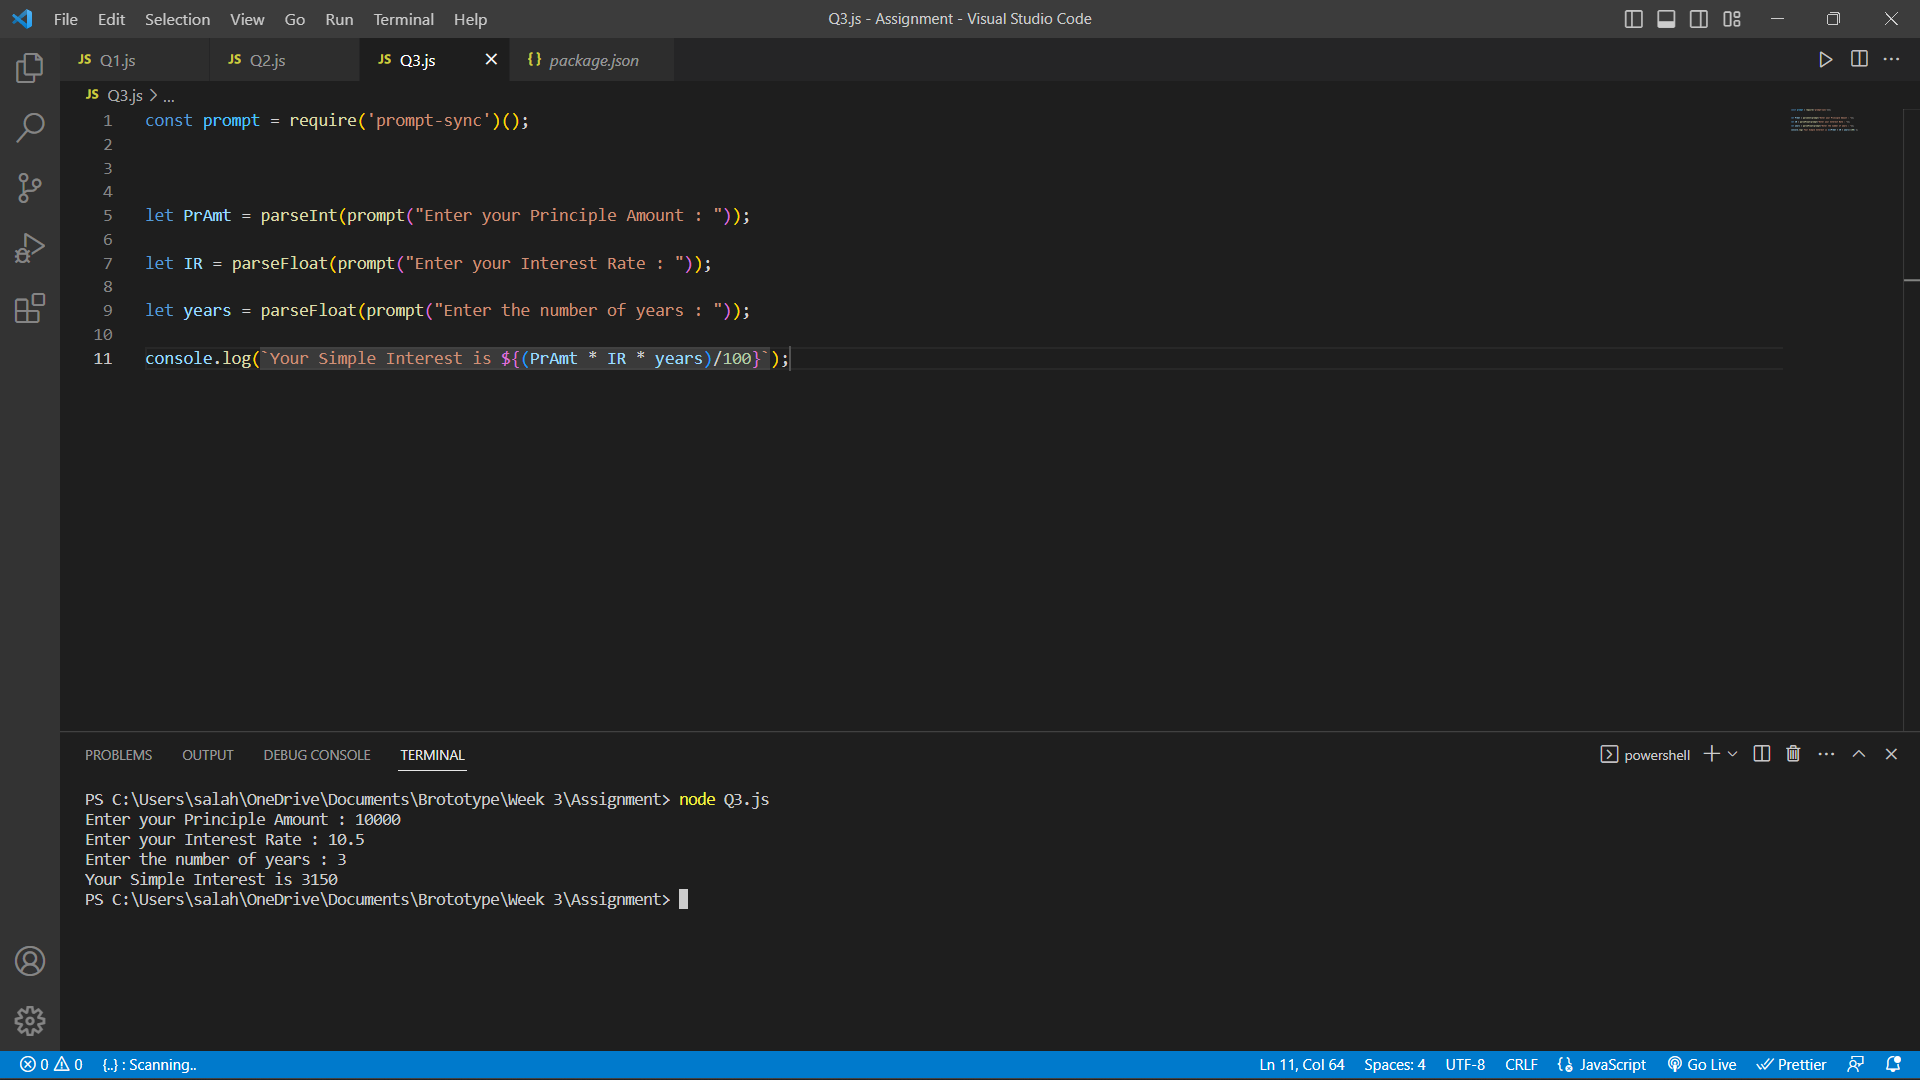 File Edit Selection View Go Run Terminal Help
Q3.js - Assignment - Visual Studio Code
JS Q1.js
JS Q2.js
JS Q3.js
{} package.json
JS Q3.js > ...
1 const prompt = require('prompt-sync')();
2
3
4
5 let PrAmt = parseInt(prompt("Enter your Principle Amount : "));
6
7 let IR = parseFloat(prompt("Enter your Interest Rate : "));
8
9 let years = parseFloat(prompt("Enter the number of years : "));
10
11 console.log(`Your Simple Interest is ${(PrAmt * IR * years)/100}`);
PROBLEMS OUTPUT DEBUG CONSOLE TERMINAL
powershell
PS C:\Users\salah\OneDrive\Documents\Brototype\Week 3\Assignment> node Q3.js
Enter your Principle Amount : 10000
Enter your Interest Rate : 10.5
Enter the number of years : 3
Your Simple Interest is 3150
PS C:\Users\salah\OneDrive\Documents\Brototype\Week 3\Assignment>
0 0 {..} : Scanning..
Ln 11, Col 64 Spaces: 4 UTF-8 CRLF JavaScript Go Live Prettier